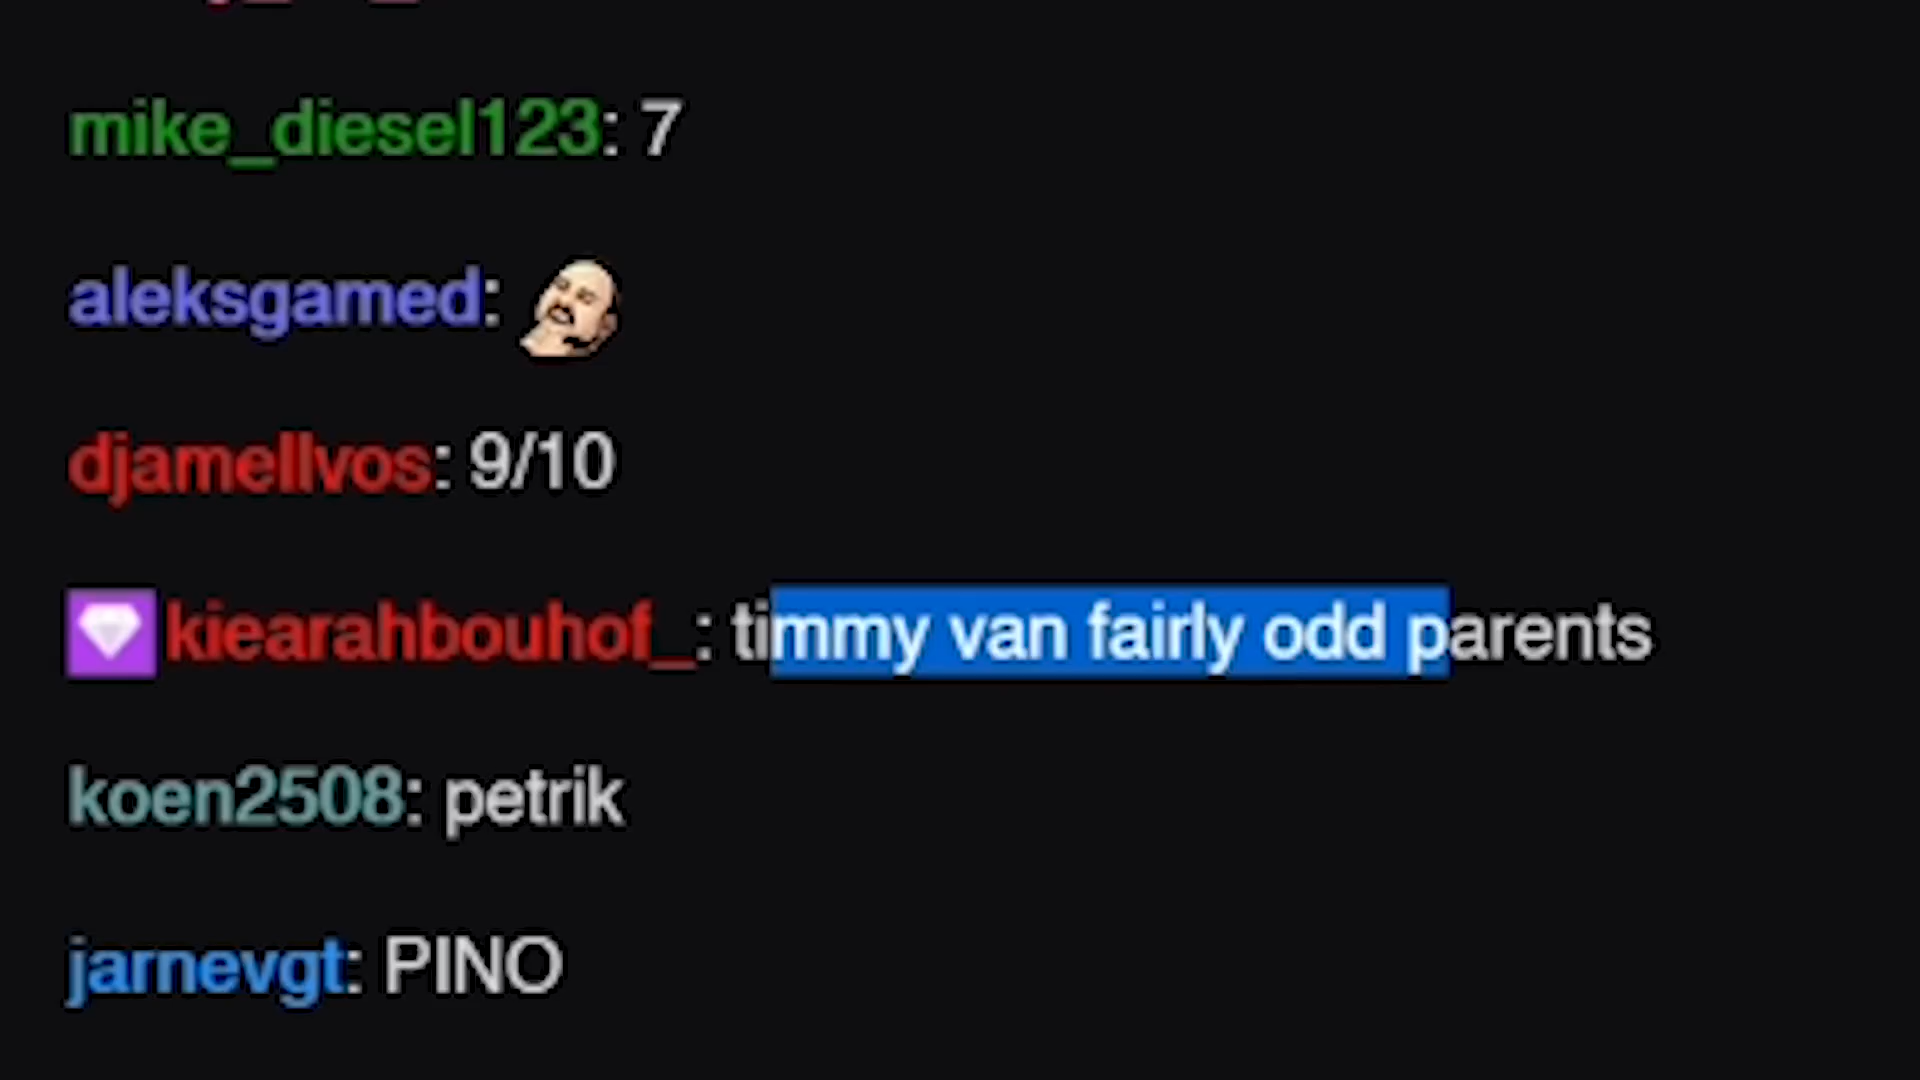 mike_diesel123: 7
aleksgamed:
djamellvos: 9/10
kiearahbouhof_: timmy van fairly odd parents
koen2508: petrik
jarnevgt: PINO